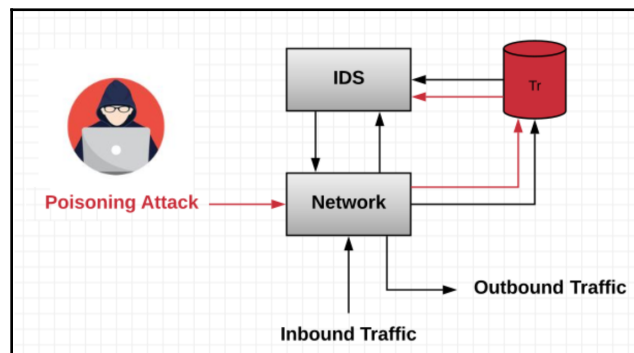 IDS
Tr
Poisoning Attack
Network
Outbound Traffic
Inbound Traffic